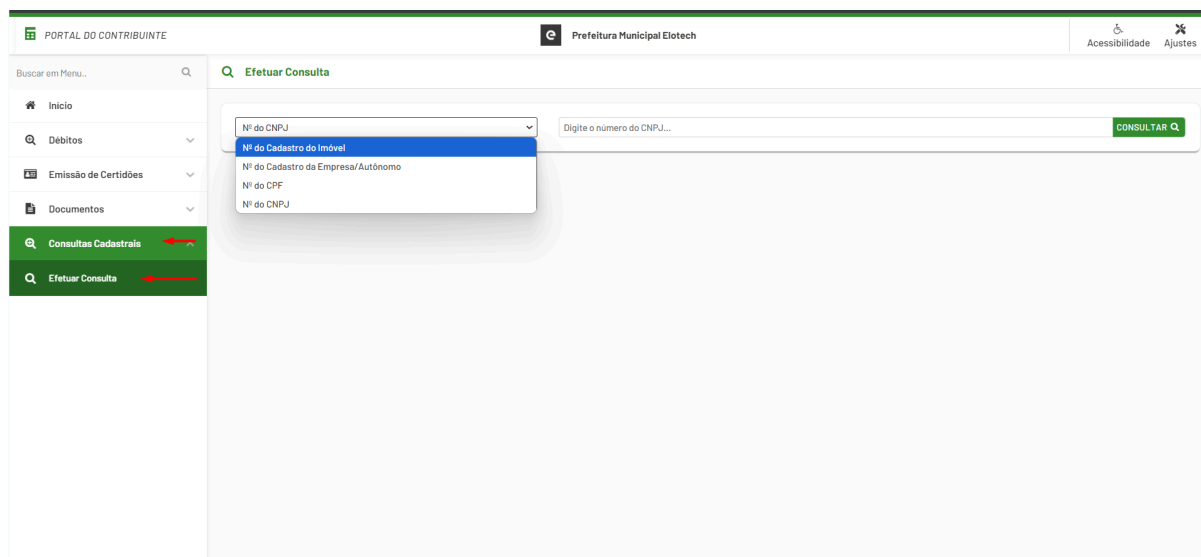 PORTAL DO CONTRIBUINTE
e Prefeitura Municipal Elotech
Acessibilidade
Ajustes
Buscar em Menu..
Efetuar Consulta
Início
Débitos
Emissão de Certidões
Documentos
Consultas Cadastrais
Efetuar Consulta
Nº do CNPJ
Digite o número do CNPJ...
CONSULTAR
Nº do Cadastro do Imóvel
Nº do Cadastro da Empresa/Autônomo
Nº do CPF
Nº do CNPJ